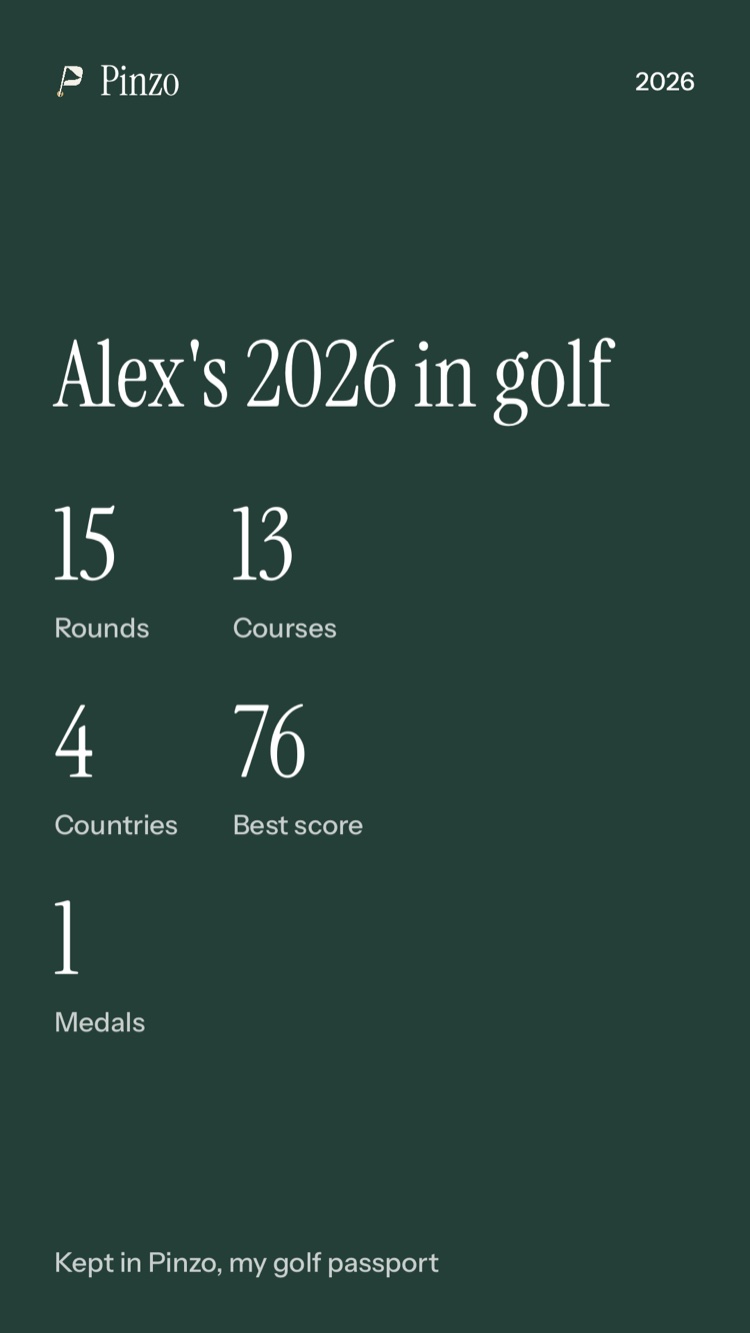 Pinzo
2026
Alex's 2026 in golf
15
Rounds
13
Courses
4
Countries
76
Best score
1
Medals
Kept in Pinzo, my golf passport